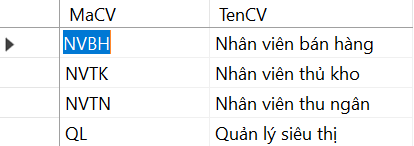 MaCV TenCV
NVBH Nhân viên bán hàng
NVTK Nhân viên thủ kho
NVTN Nhân viên thu ngân
QL Quản lý siêu thị